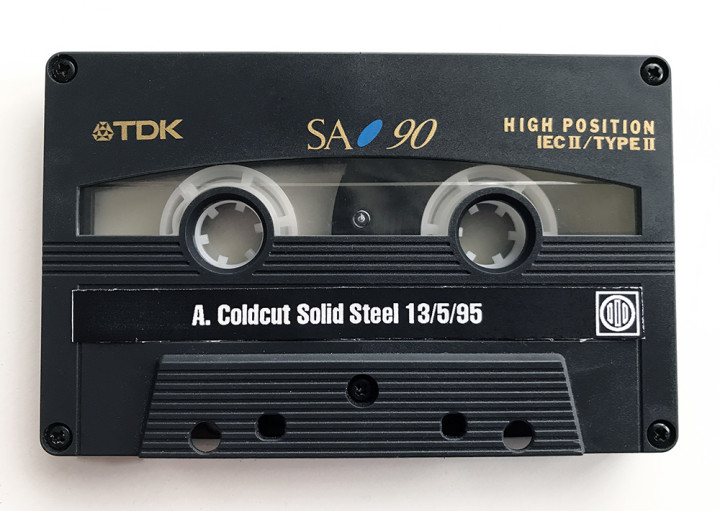 TDK
SA 90
HIGH POSITION
IEC II/TYPE II
A. Coldcut Solid Steel 13/5/95